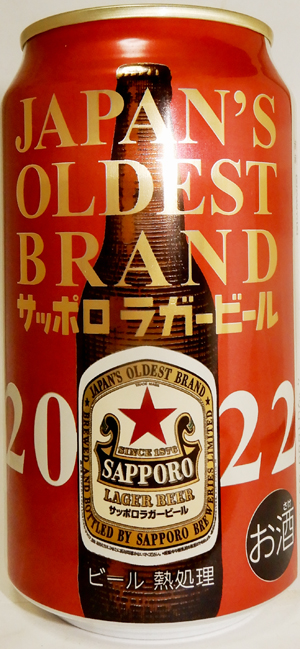 JAPAN'S
OLDEST
BRAND
サッポロ ラガービール
2022
JAPAN'S OLDEST BRAND
SINCE 1876
SAPPORO
LAGER BEER
サッポロラガービール
BREWED AND BOTTLED BY SAPPORO BREWERIES LIMITED
お酒
ビール 熱処理